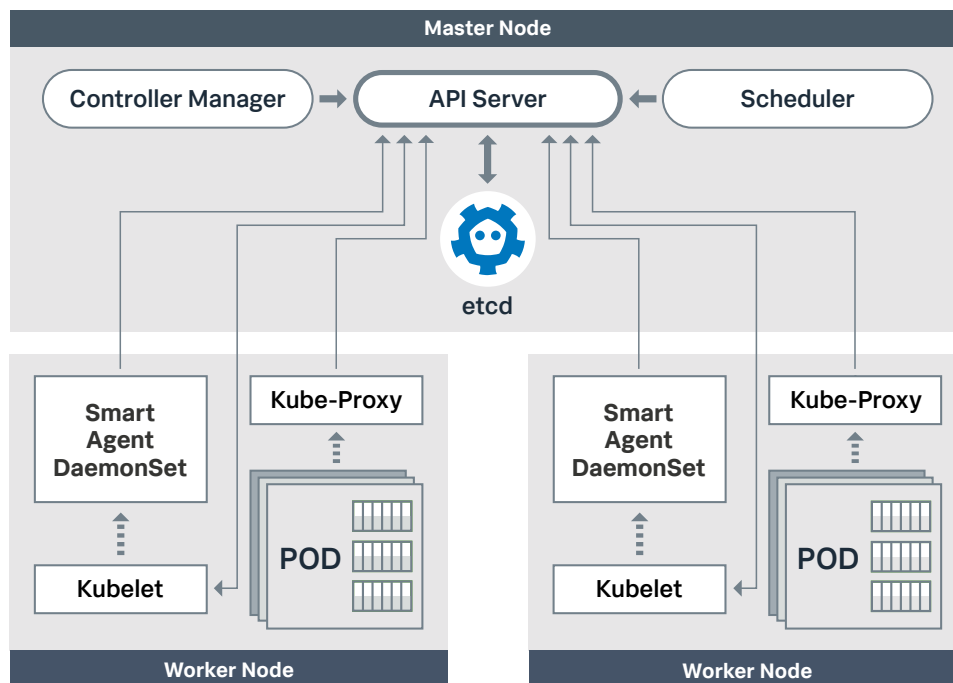 Master Node
Controller Manager
API Server
Scheduler
etcd
Smart
Agent
DaemonSet
Kube-Proxy
Kubelet
POD
Worker Node
Smart
Agent
DaemonSet
Kube-Proxy
Kubelet
POD
Worker Node